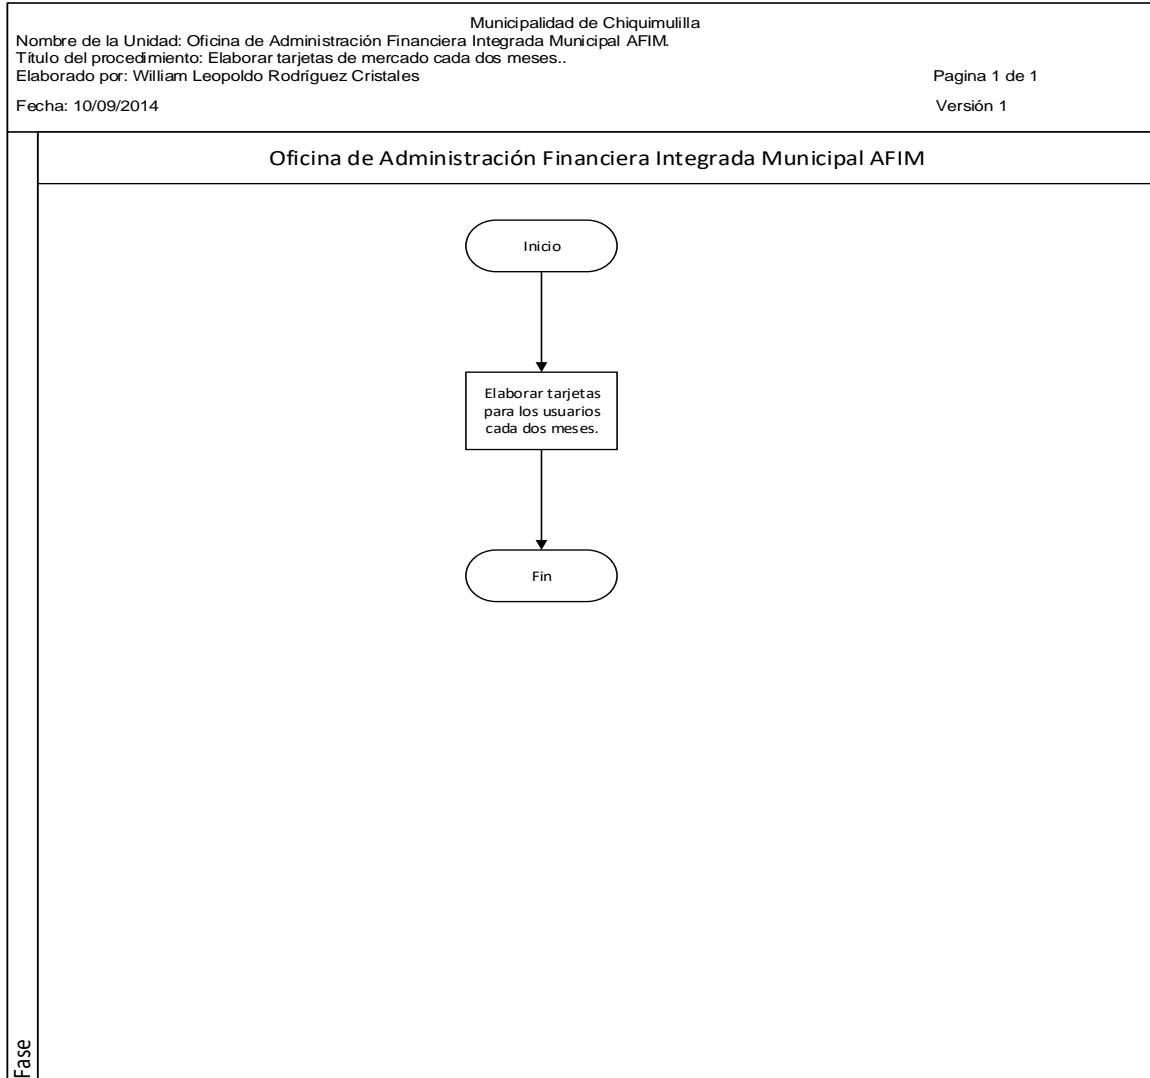 Municipalidad de Chiquimulilla
Nombre de la Unidad: Oficina de Administración Financiera Integrada Municipal AFIM.
Título del procedimiento: Elaborar tarjetas de mercado cada dos meses..
Elaborado por: William Leopoldo Rodríguez Cristales
Pagina 1 de 1
Fecha: 10/09/2014
Versión 1
Oficina de Administración Financiera Integrada Municipal AFIM
Inicio
Elaborar tarjetas
para los usuarios
cada dos meses.
Fin
Fase